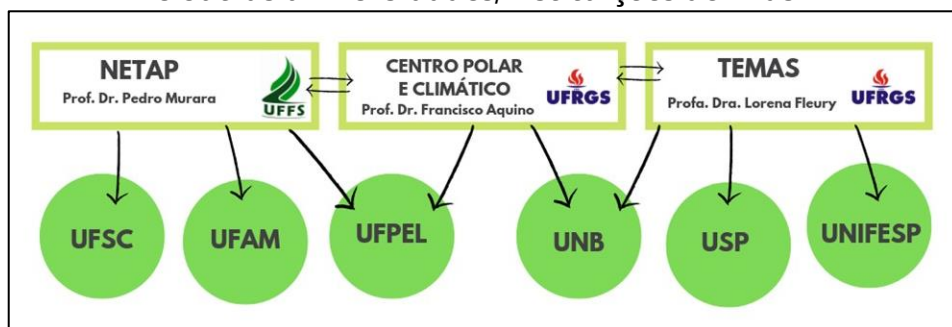 NETAP
Prof. Dr. Pedro Murara
UFFS
CENTRO POLAR
E CLIMÁTICO
Prof. Dr. Francisco Aquino
UFRGS
TEMAS
Profa. Dra. Lorena Fleury
UFRGS
UFSC
UFAM
UFPEL
UNB
USP
UNIFESP